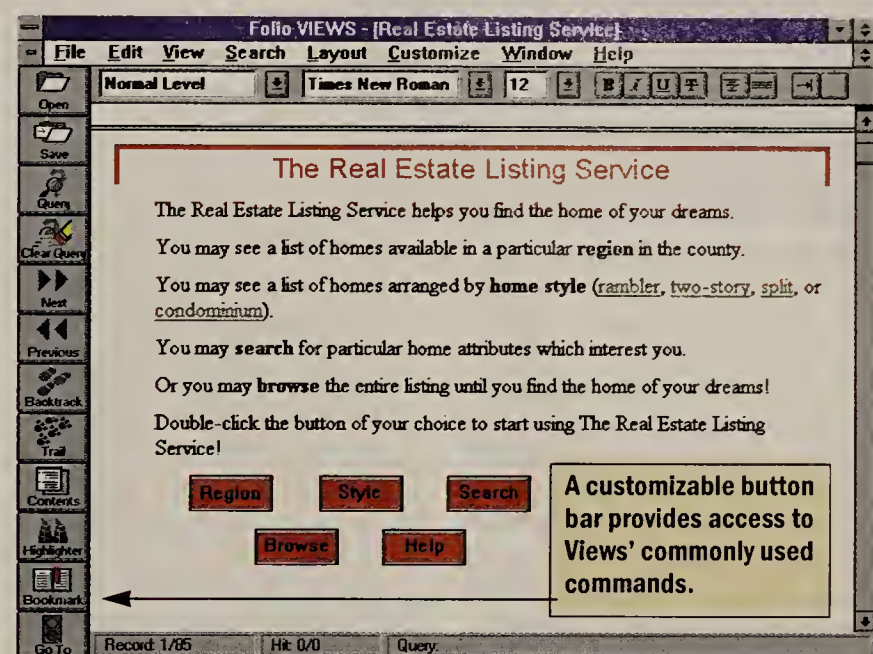 Folio VIEWS - [Real Estate Listing Service]
File Edit View Search Layout Customize Window Help
Normal Level Times New Roman 12 B I U T
Open
Save
Query
Clear Query
Next
Previous
Backtrack
Trail
Contents
Highlighter
Bookmark
Go To
The Real Estate Listing Service
The Real Estate Listing Service helps you find the home of your dreams.
You may see a list of homes available in a particular region in the county.
You may see a list of homes arranged by home style (rambler, two-story, split, or
condominium).
You may search for particular home attributes which interest you.
Or you may browse the entire listing until you find the home of your dreams!
Double-click the button of your choice to start using The Real Estate Listing
Service!
Region Style Search
Browse Help
A customizable button
bar provides access to
Views' commonly used
commands.
Record: 1/85 Hit: 0/0 Query: